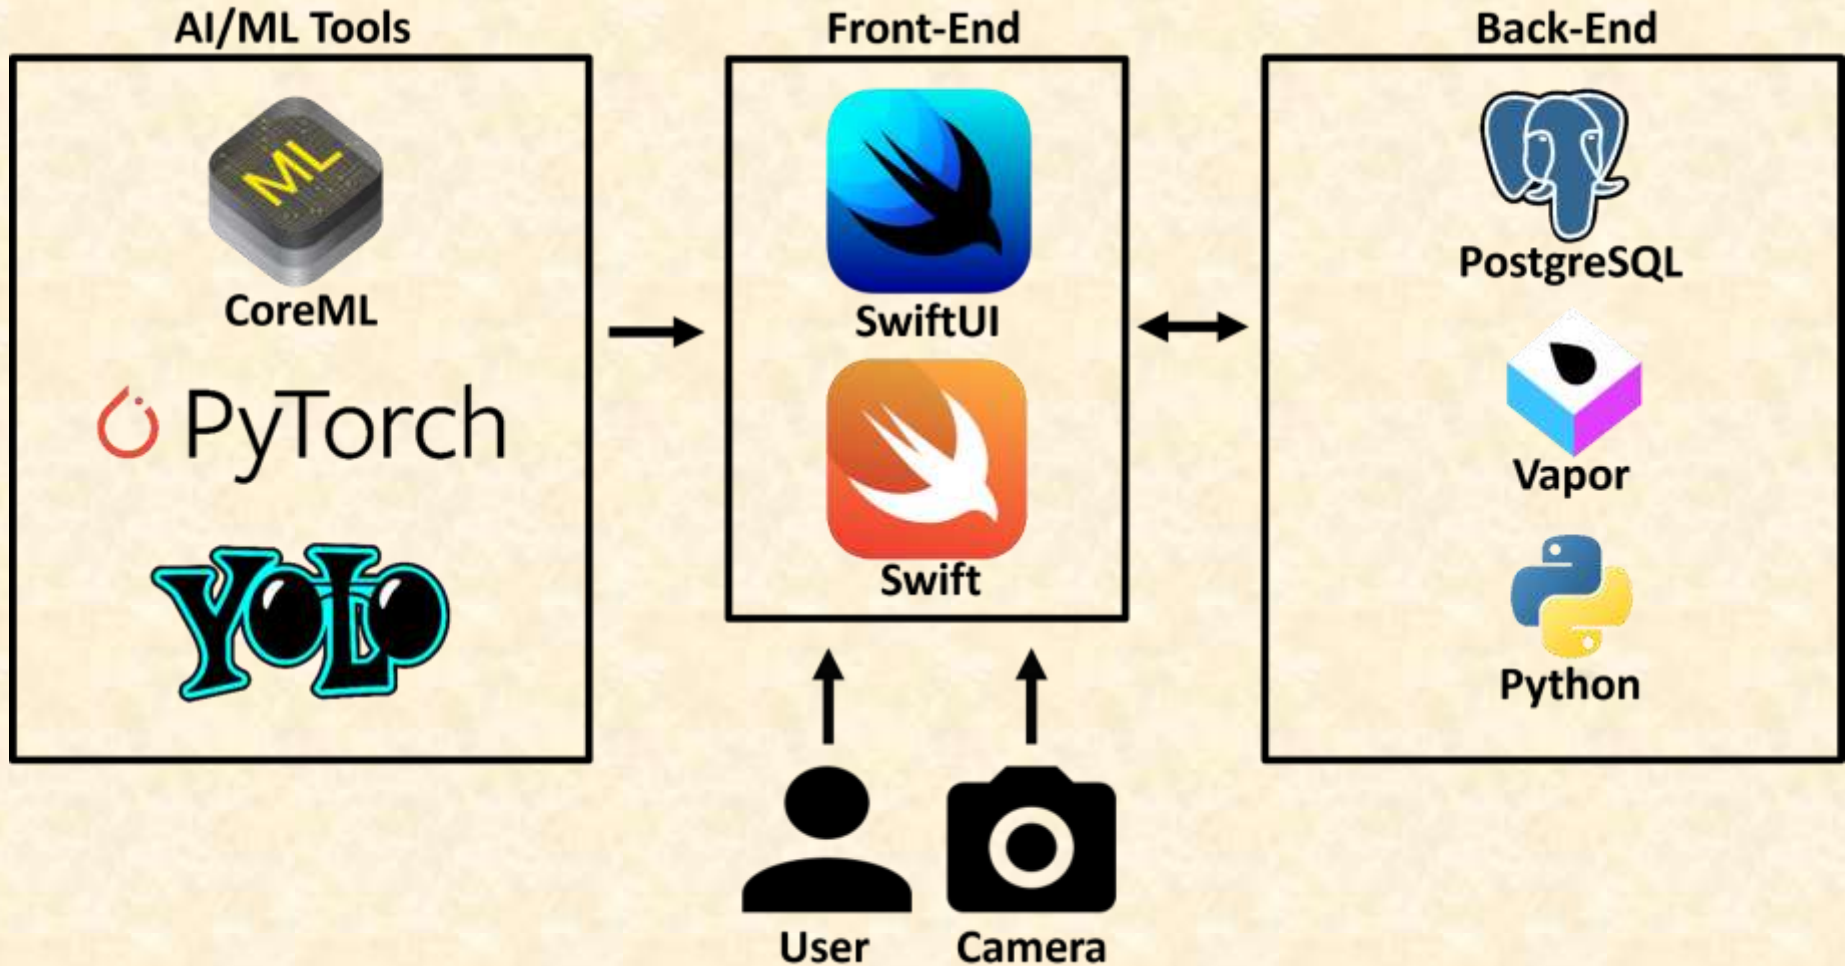 AI/ML Tools
ML
CoreML
PyTorch
YOLO
Front-End
SwiftUI
Swift
Back-End
PostgreSQL
Vapor
Python
User
Camera